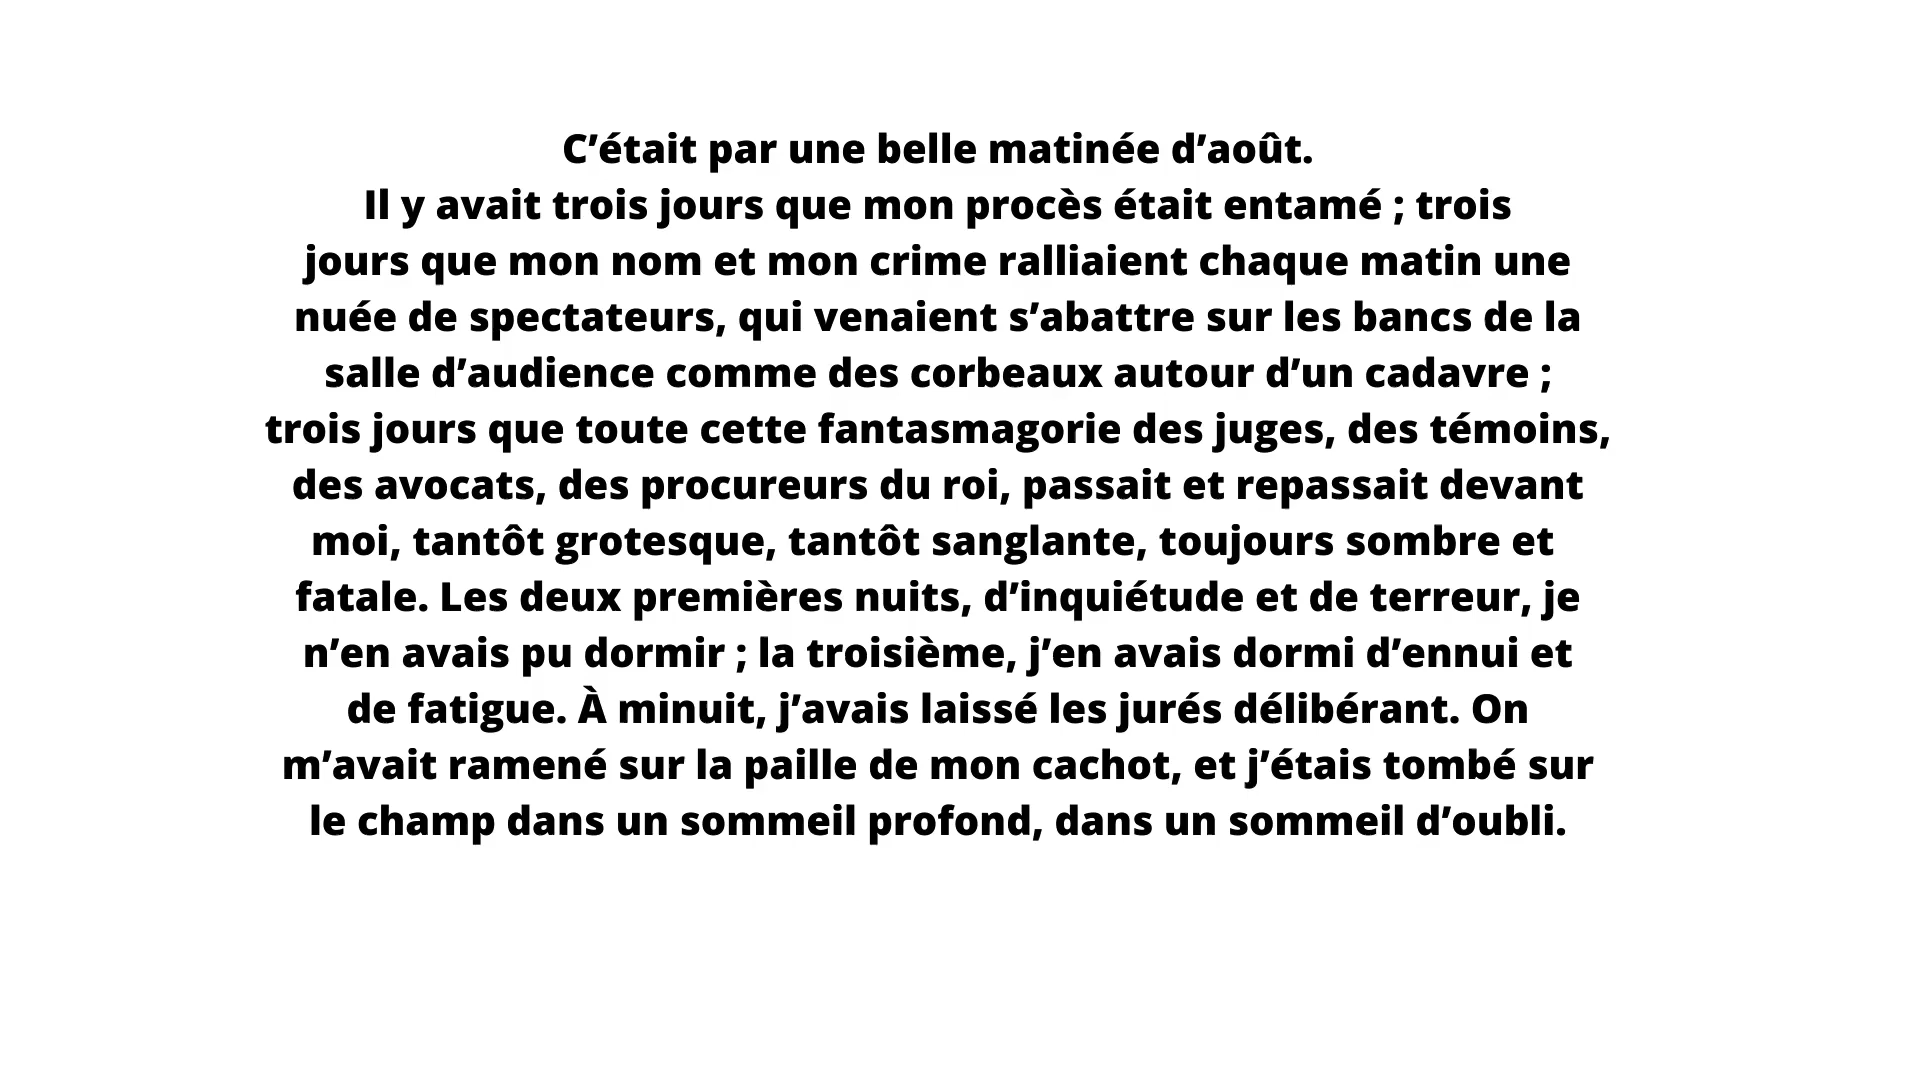 C’était par une belle matinée d’août.
Il y avait trois jours que mon procès était entamé ; trois
jours que mon nom et mon crime ralliaient chaque matin une
nuée de spectateurs, qui venaient s’abattre sur les bancs de la
salle d’audience comme des corbeaux autour d’un cadavre ;
trois jours que toute cette fantasmagorie des juges, des témoins,
des avocats, des procureurs du roi, passait et repassait devant
moi, tantôt grotesque, tantôt sanglante, toujours sombre et
fatale. Les deux premières nuits, d’inquiétude et de terreur, je
n’en avais pu dormir ; la troisième, j’en avais dormi d’ennui et
de fatigue. À minuit, j’avais laissé les jurés délibérant. On
m’avait ramené sur la paille de mon cachot, et j’étais tombé sur
le champ dans un sommeil profond, dans un sommeil d’oubli.